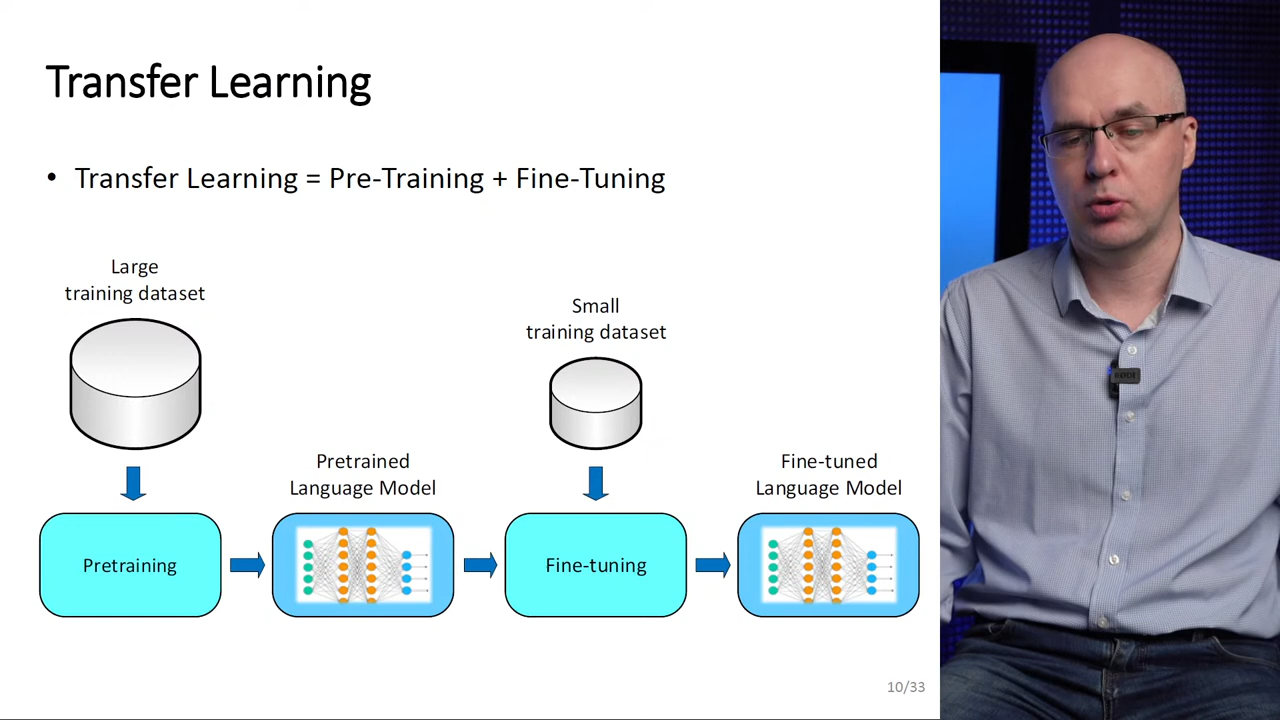 Transfer Learning
• Transfer Learning = Pre-Training + Fine-Tuning
Large
training dataset
Small
training dataset
Pretrained
Language Model
Fine-tuned
Language Model
Pretraining
Fine-tuning
10/33